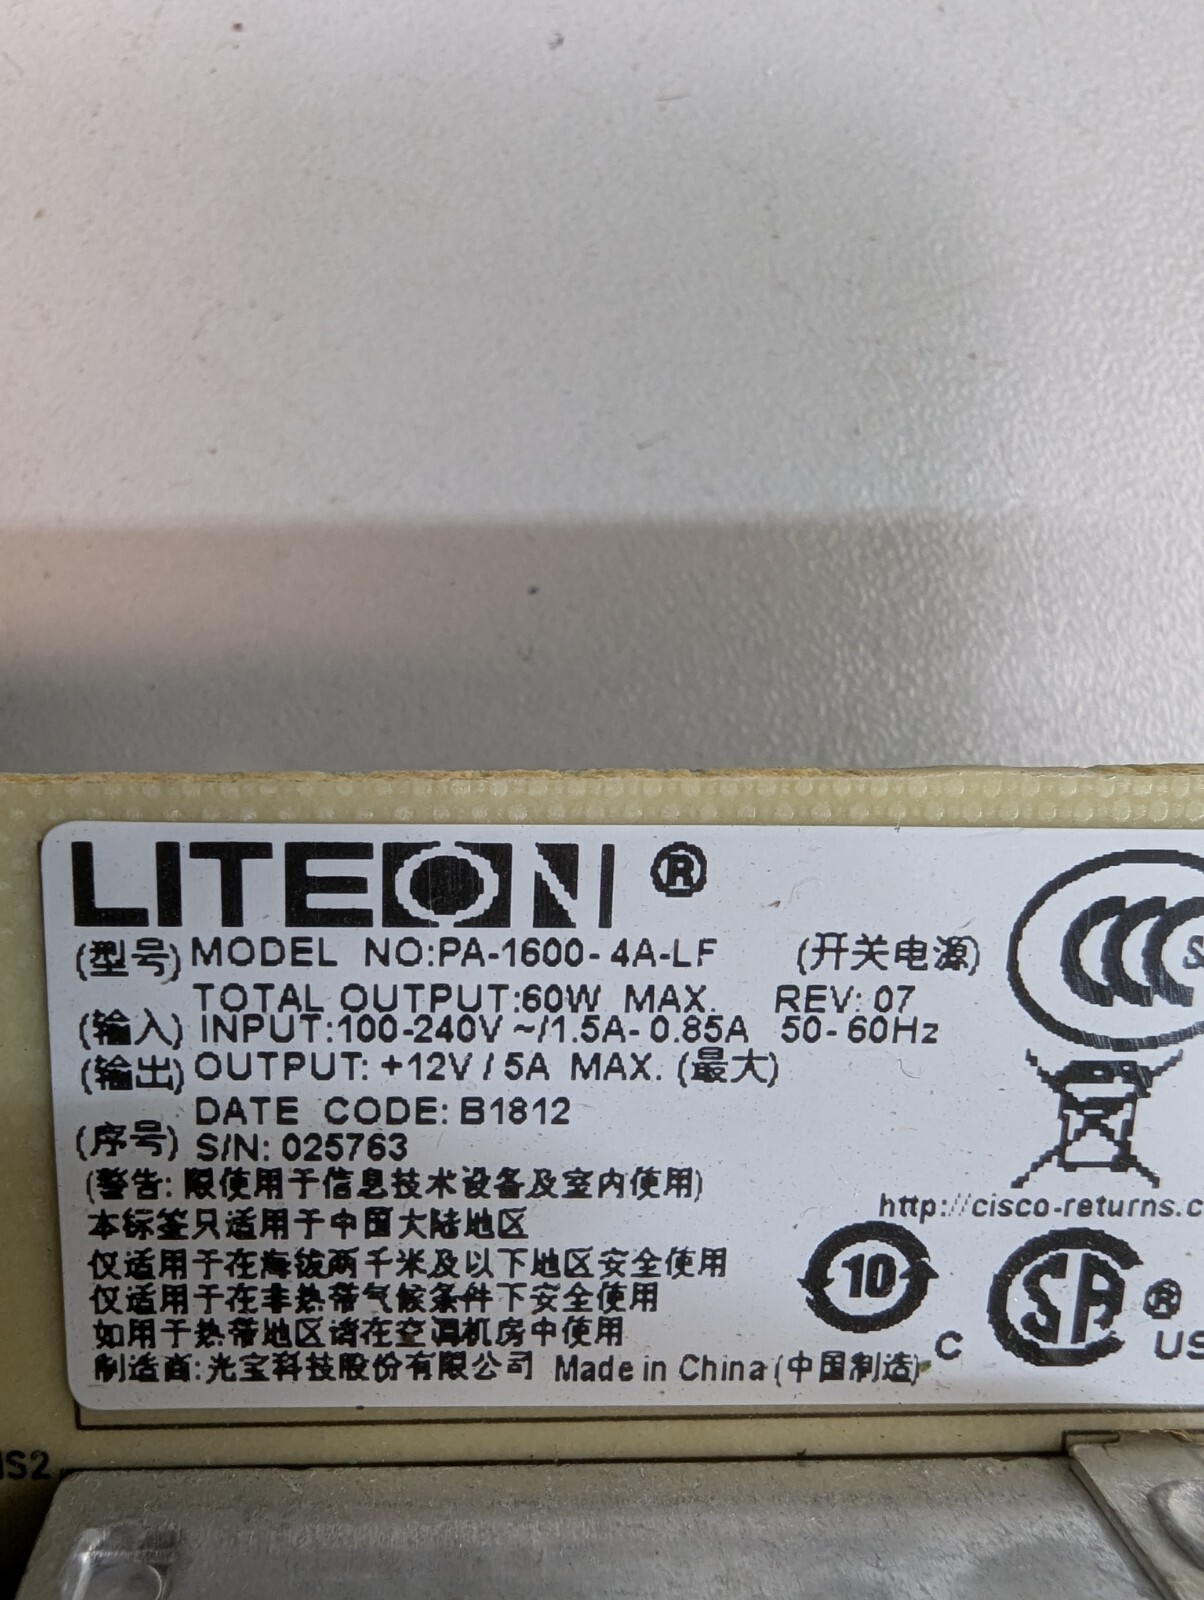 LITEON ®
(型号) MODEL NO:PA-1600-4A-LF (开关电源)
TOTAL OUTPUT:60W MAX. REV: 07
(输入) INPUT:100-240V ~/1.5A-0.85A 50-60Hz
(输出) OUTPUT: +12V / 5A MAX. (最大)
DATE CODE: B1812
(序号) S/N: 025763
(警告: 限使用于信息技术设备及室内使用)
本标签只适用于中国大陆地区
仅适用于在海拔两千米及以下地区安全使用
仅适用于在非热带气候条件下安全使用
如用于热带地区请在空调机房中使用
制造商:光宝科技股份有限公司 Made in China (中国制造)
CCC S
http://cisco-returns.c
10
C SA ® US
MS2